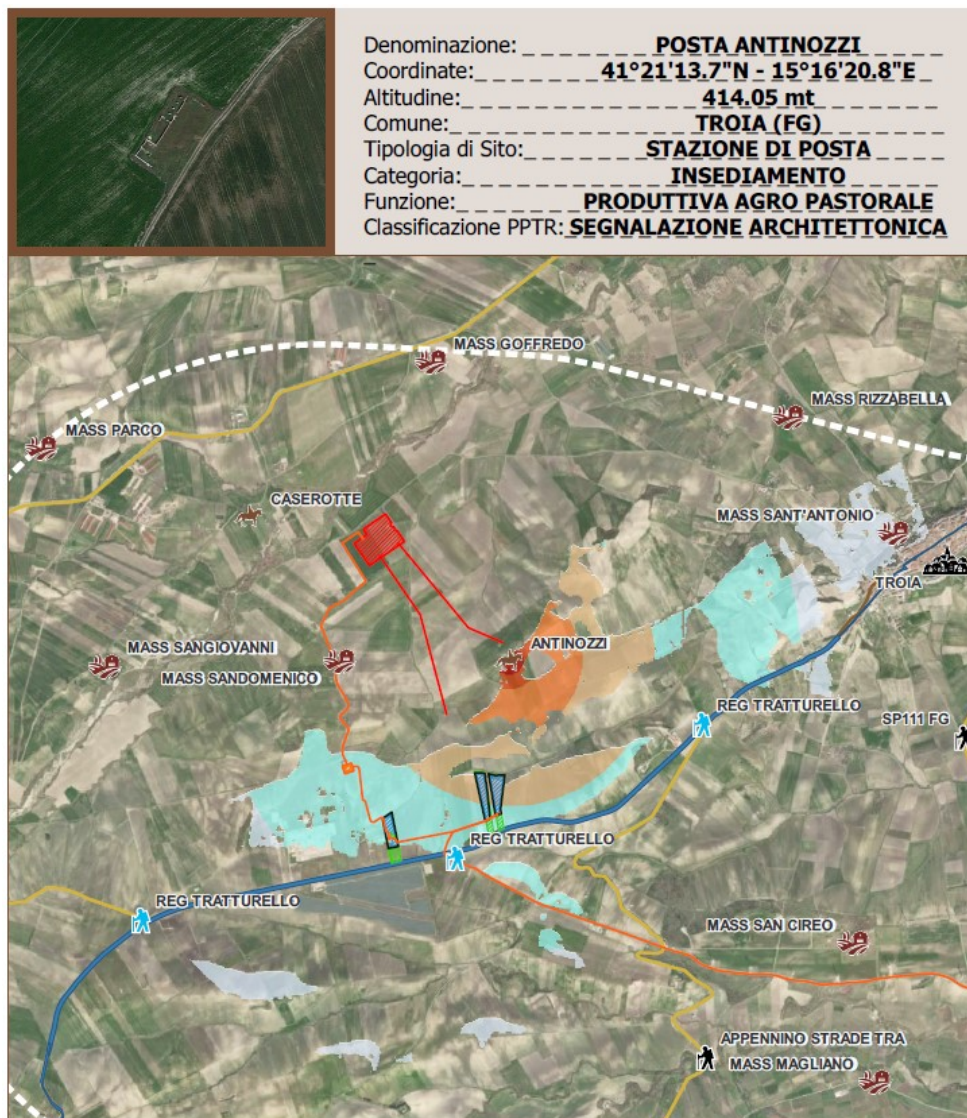 Denominazione: POSTA ANTINOZZI
Coordinate: 41°21'13.7"N - 15°16'20.8"E
Altitudine: 414.05 mt
Comune: TROIA (FG)
Tipologia di Sito: STAZIONE DI POSTA
Categoria: INSEDIAMENTO
Funzione: PRODUTTIVA AGRO PASTORALE
Classificazione PPTR: SEGNALAZIONE ARCHITETTONICA
MASS GOFFREDO
MASS RIZZABELLA
MASS PARCO
CASEROTTE
MASS SANT'ANTONIO
TROIA
ANTINOZZI
MASS SANGIOVANNI
MASS SANDOMENICO
REG TRATTURELLO
SP111 FG
REG TRATTURELLO
REG TRATTURELLO
MASS SAN CIREO
APPENNINO STRADE TRA
MASS MAGLIANO